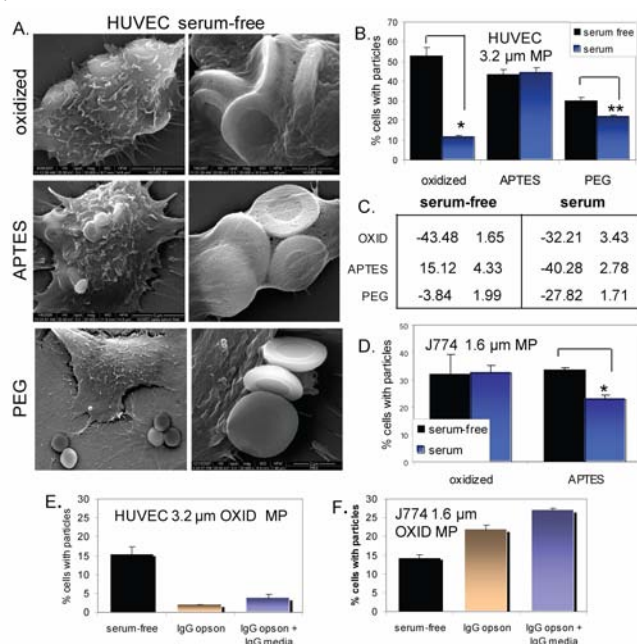 A.
HUVEC serum-free
oxidized
APTES
PEG
B.
HUVEC
3.2 µm MP
serum free
serum
% cells with particles
60
50
40
30
20
10
0
*
**
oxidized APTES PEG
C.
serum-free serum
OXID -43.48 1.65 -32.21 3.43
APTES 15.12 4.33 -40.28 2.78
PEG -3.84 1.99 -27.82 1.71
D.
J774 1.6 µm MP
% cells with particles
50
40
30
20
10
0
*
serum-free
serum
oxidized APTES
E.
HUVEC 3.2 µm OXID MP
% cells with particles
30
25
20
15
10
5
0
serum-free IgG opson IgG opson +
IgG media
F.
J774 1.6 µm
OXID MP
% cells with particles
30
25
20
15
10
5
0
serum-free IgG opson IgG opson +
IgG media